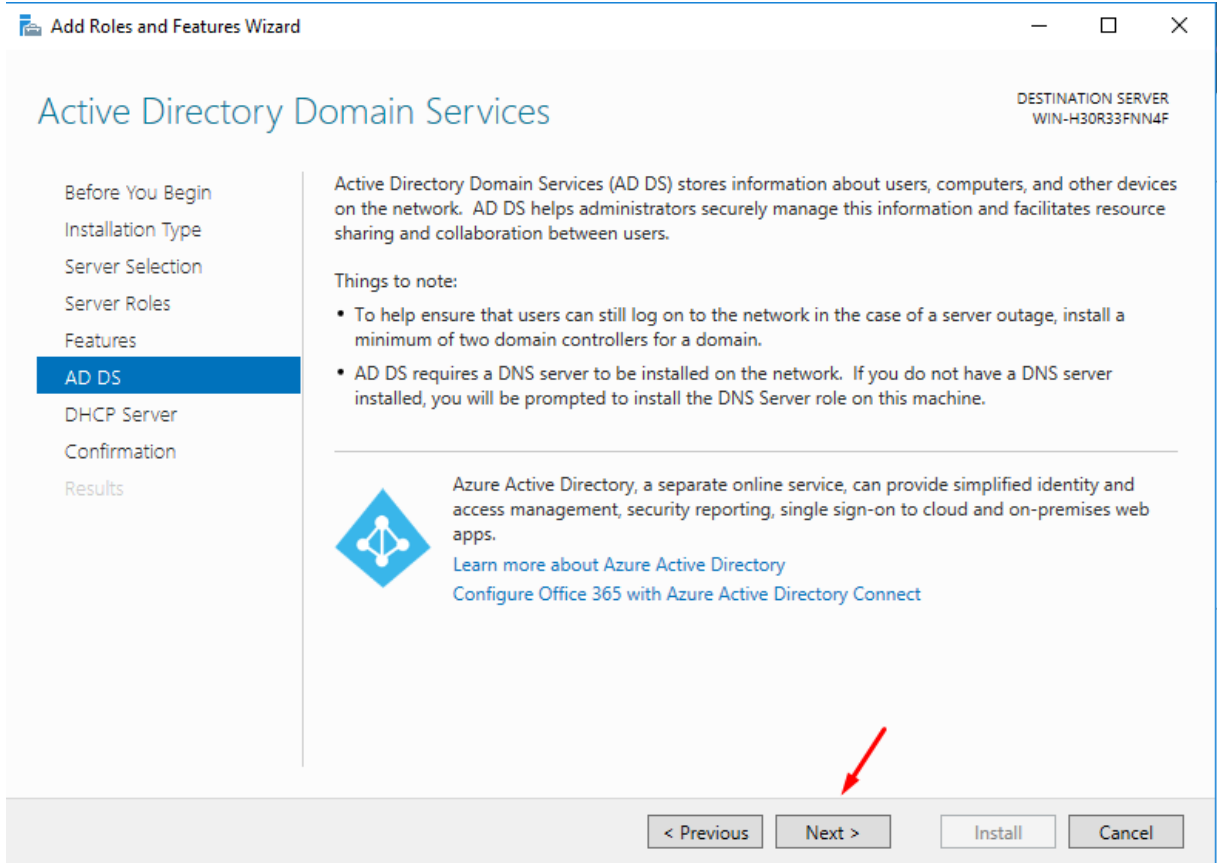 Add Roles and Features Wizard
Active Directory Domain Services
DESTINATION SERVER
WIN-H30R33FNN4F
Before You Begin
Installation Type
Server Selection
Server Roles
Features
AD DS
DHCP Server
Confirmation
Results
Active Directory Domain Services (AD DS) stores information about users, computers, and other devices
on the network.  AD DS helps administrators securely manage this information and facilitates resource
sharing and collaboration between users.
Things to note:
• To help ensure that users can still log on to the network in the case of a server outage, install a
minimum of two domain controllers for a domain.
• AD DS requires a DNS server to be installed on the network.  If you do not have a DNS server
installed, you will be prompted to install the DNS Server role on this machine.
Azure Active Directory, a separate online service, can provide simplified identity and
access management, security reporting, single sign-on to cloud and on-premises web
apps.
Learn more about Azure Active Directory
Configure Office 365 with Azure Active Directory Connect
< Previous
Next >
Install
Cancel